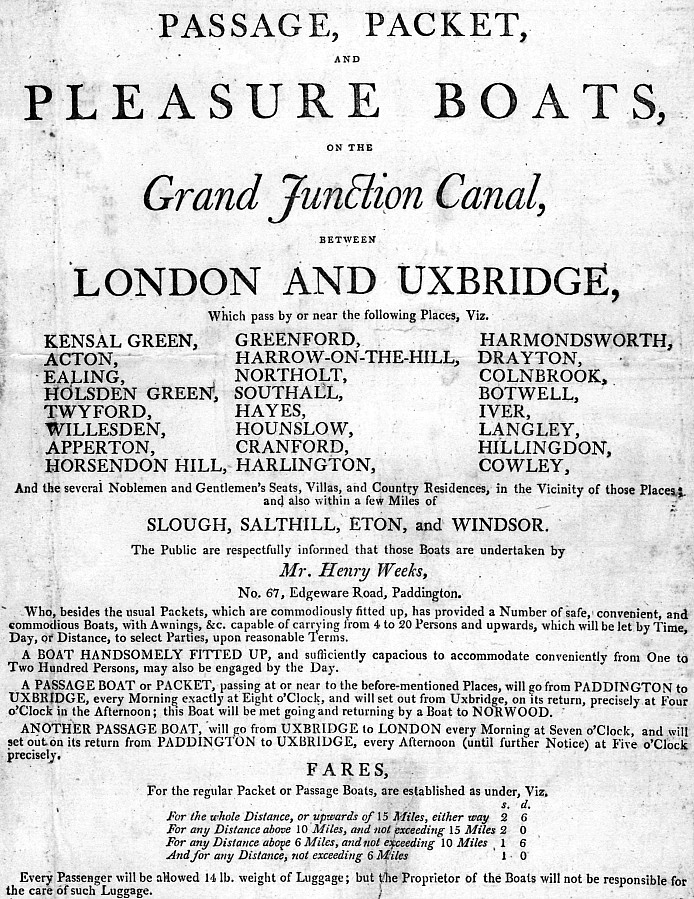 PASSAGE, PACKET,
AND
PLEASURE BOATS,
ON THE
Grand Junction Canal,
BETWEEN
LONDON AND UXBRIDGE,
Which pass by or near the following Places, Viz.
KENSAL GREEN, GREENFORD, HARMONDSWORTH,
ACTON, HARROW-ON-THE-HILL, DRAYTON,
EALING, NORTHOLT, COLNBROOK,
HOLSDEN GREEN, SOUTHALL, BOTWELL,
TWYFORD, HAYES, IVER,
WILLESDEN, HOUNSLOW, LANGLEY,
APPERTON, CRANFORD, HILLINGDON,
HORSENDON HILL, HARLINGTON, COWLEY,
And the several Noblemen and Gentlemen's Seats, Villas, and Country Residences, in the Vicinity of those Places;
and also within a few Miles of
SLOUGH, SALTHILL, ETON, and WINDSOR.
The Public are respectfully informed that those Boats are undertaken by
Mr. Henry Weeks,
No. 67, Edgeware Road, Paddington.
Who, besides the usual Packets, which are commodiously fitted up, has provided a Number of safe, convenient, and
commodious Boats, with Awnings, &c. capable of carrying from 4 to 20 Persons and upwards, which will be let by Time,
Day, or Distance, to select Parties, upon reasonable Terms.
A BOAT HANDSOMELY FITTED UP, and sufficiently capacious to accommodate conveniently from One to
Two Hundred Persons, may also be engaged by the Day.
A PASSAGE BOAT or PACKET, passing at or near to the before-mentioned Places, will go from PADDINGTON to
UXBRIDGE, every Morning exactly at Eight o'Clock, and will set out from Uxbridge, on its return, precisely at Four
o'Clock in the Afternoon; this Boat will be met going and returning by a Boat to NORWOOD.
ANOTHER PASSAGE BOAT, will go from UXBRIDGE to LONDON every Morning at Seven o'Clock, and will
set out on its return from PADDINGTON to UXBRIDGE, every Afternoon (until further Notice) at Five o'Clock
precisely.
FARES,
For the regular Packet or Passage Boats, are established as under, Viz.
s. d.
For the whole Distance, or upwards of 15 Miles, either way 2 6
For any Distance above 10 Miles, and not exceeding 15 Miles 2 0
For any Distance above 6 Miles, and not exceeding 10 Miles 1 6
And for any Distance, not exceeding 6 Miles 1 0
Every Passenger will be allowed 14 lb. weight of Luggage; but the Proprietor of the Boats will not be responsible for
the care of such Luggage.